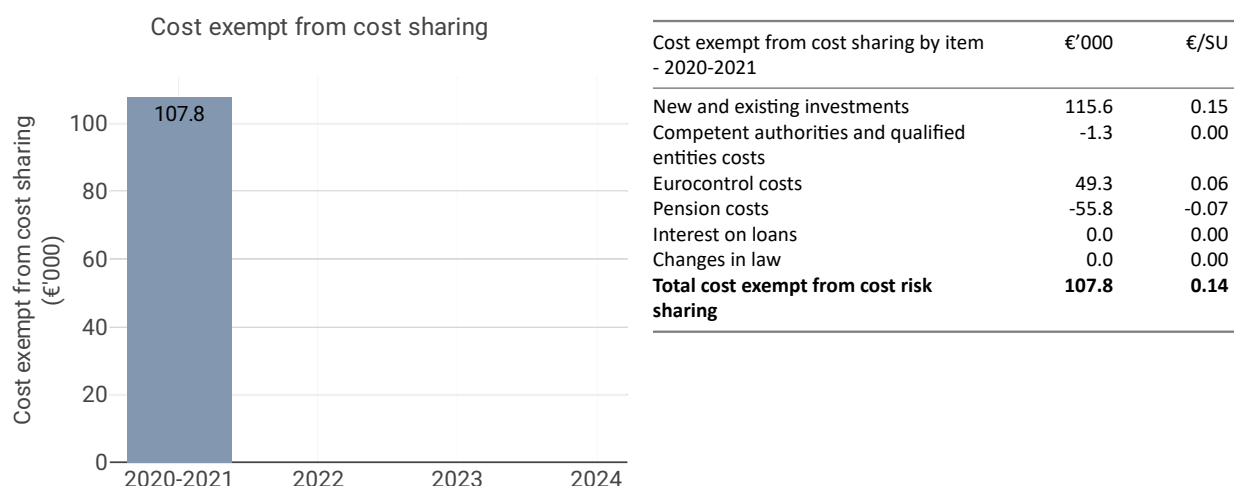 Cost exempt from cost sharing
Cost exempt from cost sharing
(€'000)
100
80
60
40
20
0
107.8
2020-2021 2022 2023 2024
Cost exempt from cost sharing by item €’000 €/SU
- 2020-2021
New and existing investments 115.6 0.15
Competent authorities and qualified -1.3 0.00
entities costs
Eurocontrol costs 49.3 0.06
Pension costs -55.8 -0.07
Interest on loans 0.0 0.00
Changes in law 0.0 0.00
Total cost exempt from cost risk 107.8 0.14
sharing